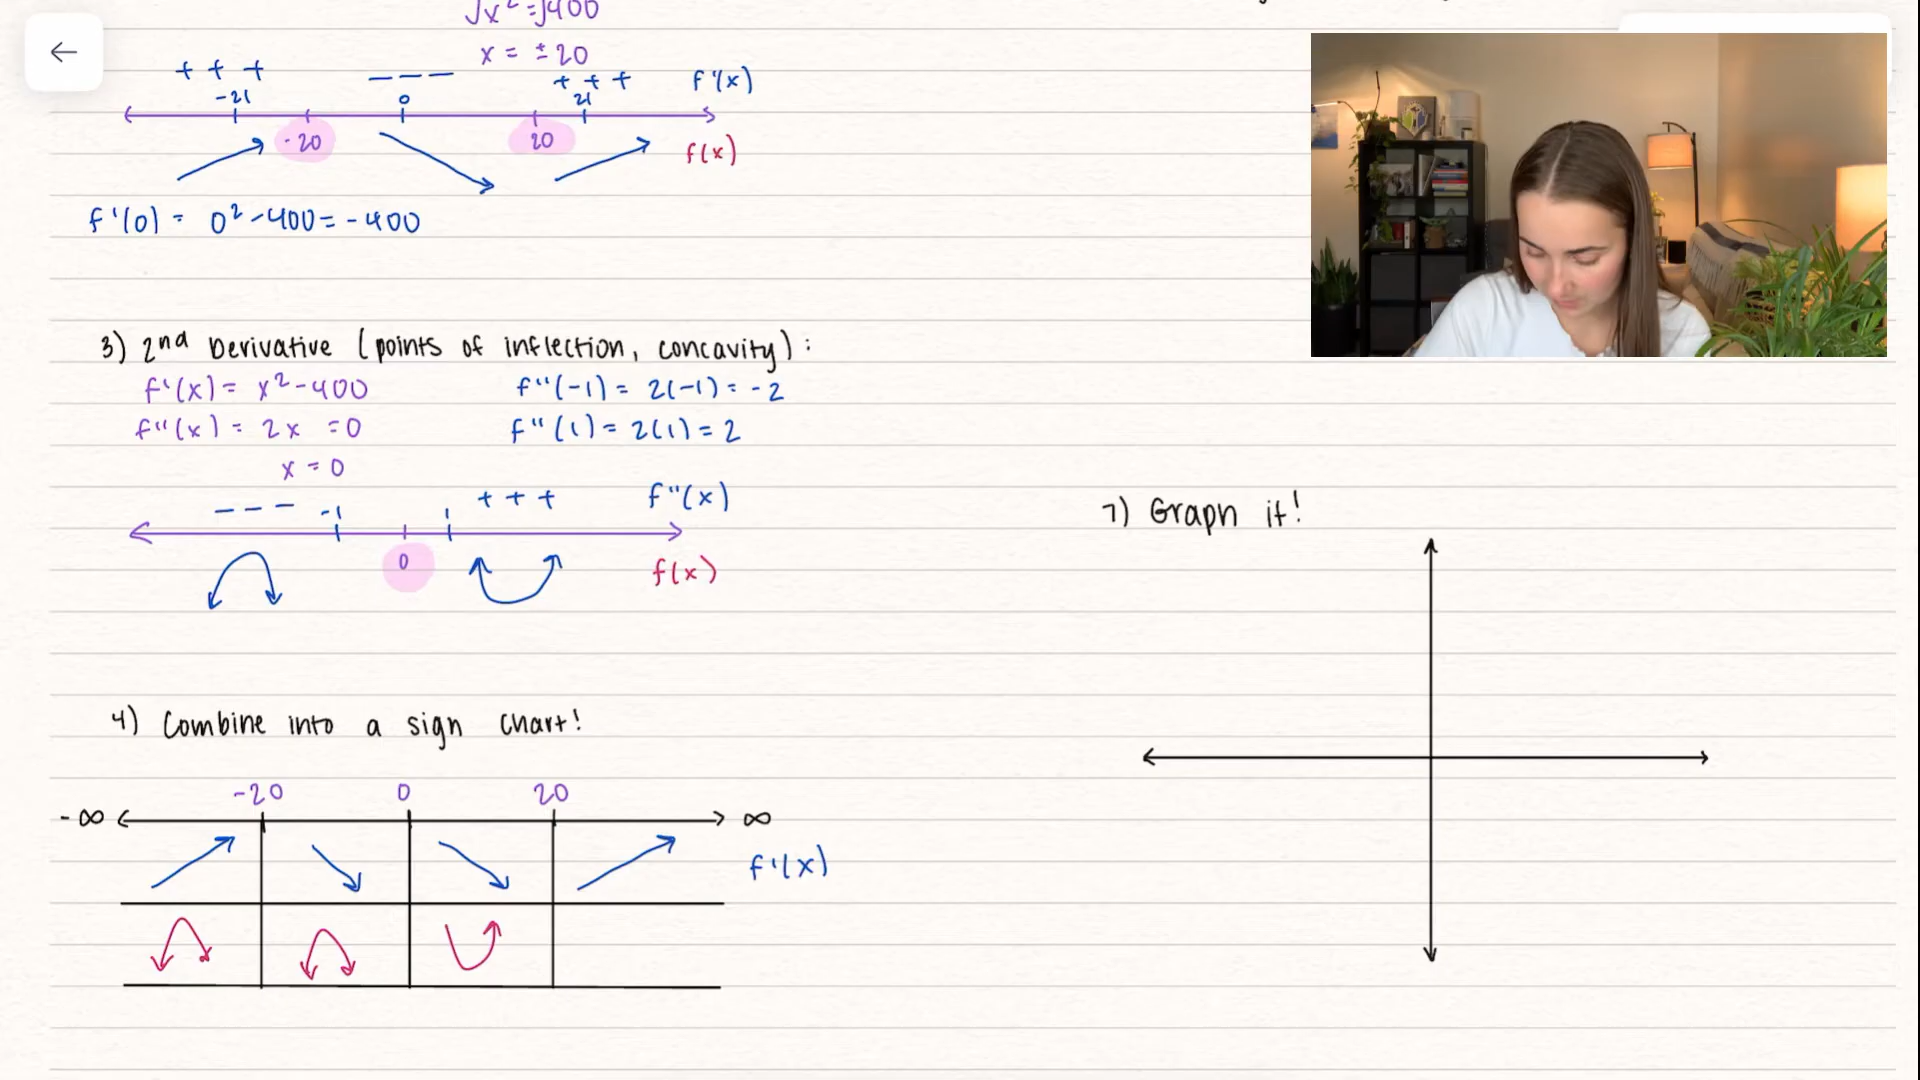 √x² = √400
x = ±20
+ + + − − − + + + f'(x)
-21 0 21
-20 20 f(x)
f'(0) = 0²-400 = -400
3) 2nd Derivative (points of inflection, concavity):
f'(x) = x²-400 f''(-1) = 2(-1) = -2
f''(x) = 2x =0 f''(1) = 2(1) = 2
x = 0
− − − -1 1 + + + f''(x)
0 f(x)
4) Combine into a sign chart!
-20 0 20
-∞ ∞
f'(x)
7) Graph it!